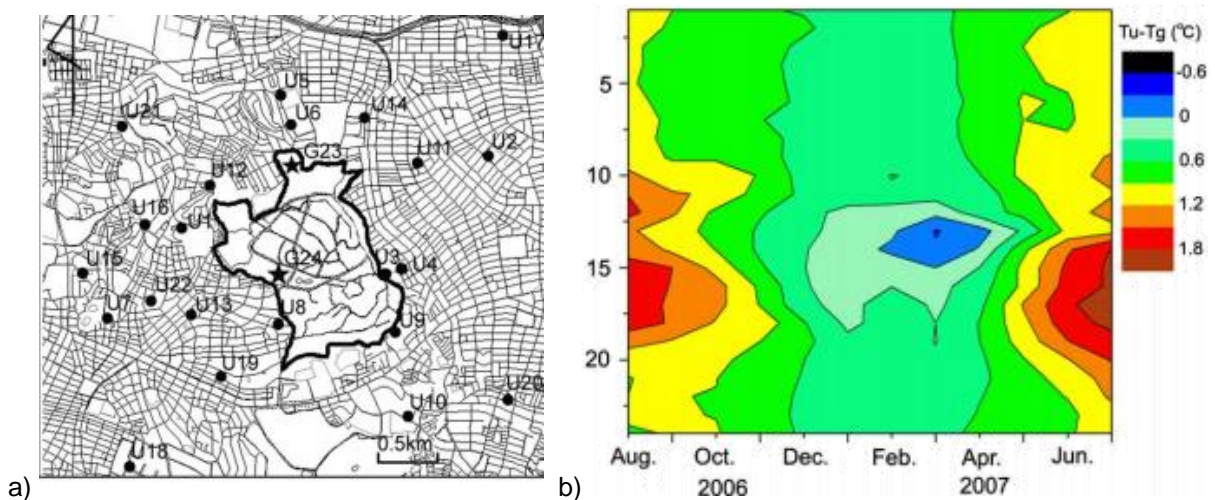 U17
U5
U6
U14
U21
U2
U11
G23
U12
U16
U1
G24
U3
U4
U15
U22
U7
U13
U8
U9
U19
U20
U10
0.5km
U18
a)
Tu-Tg (°C)
-0.6
0
0.6
1.2
1.8
5
10
15
20
Aug. Oct. Dec. Feb. Apr. Jun.
2006 2007
b)